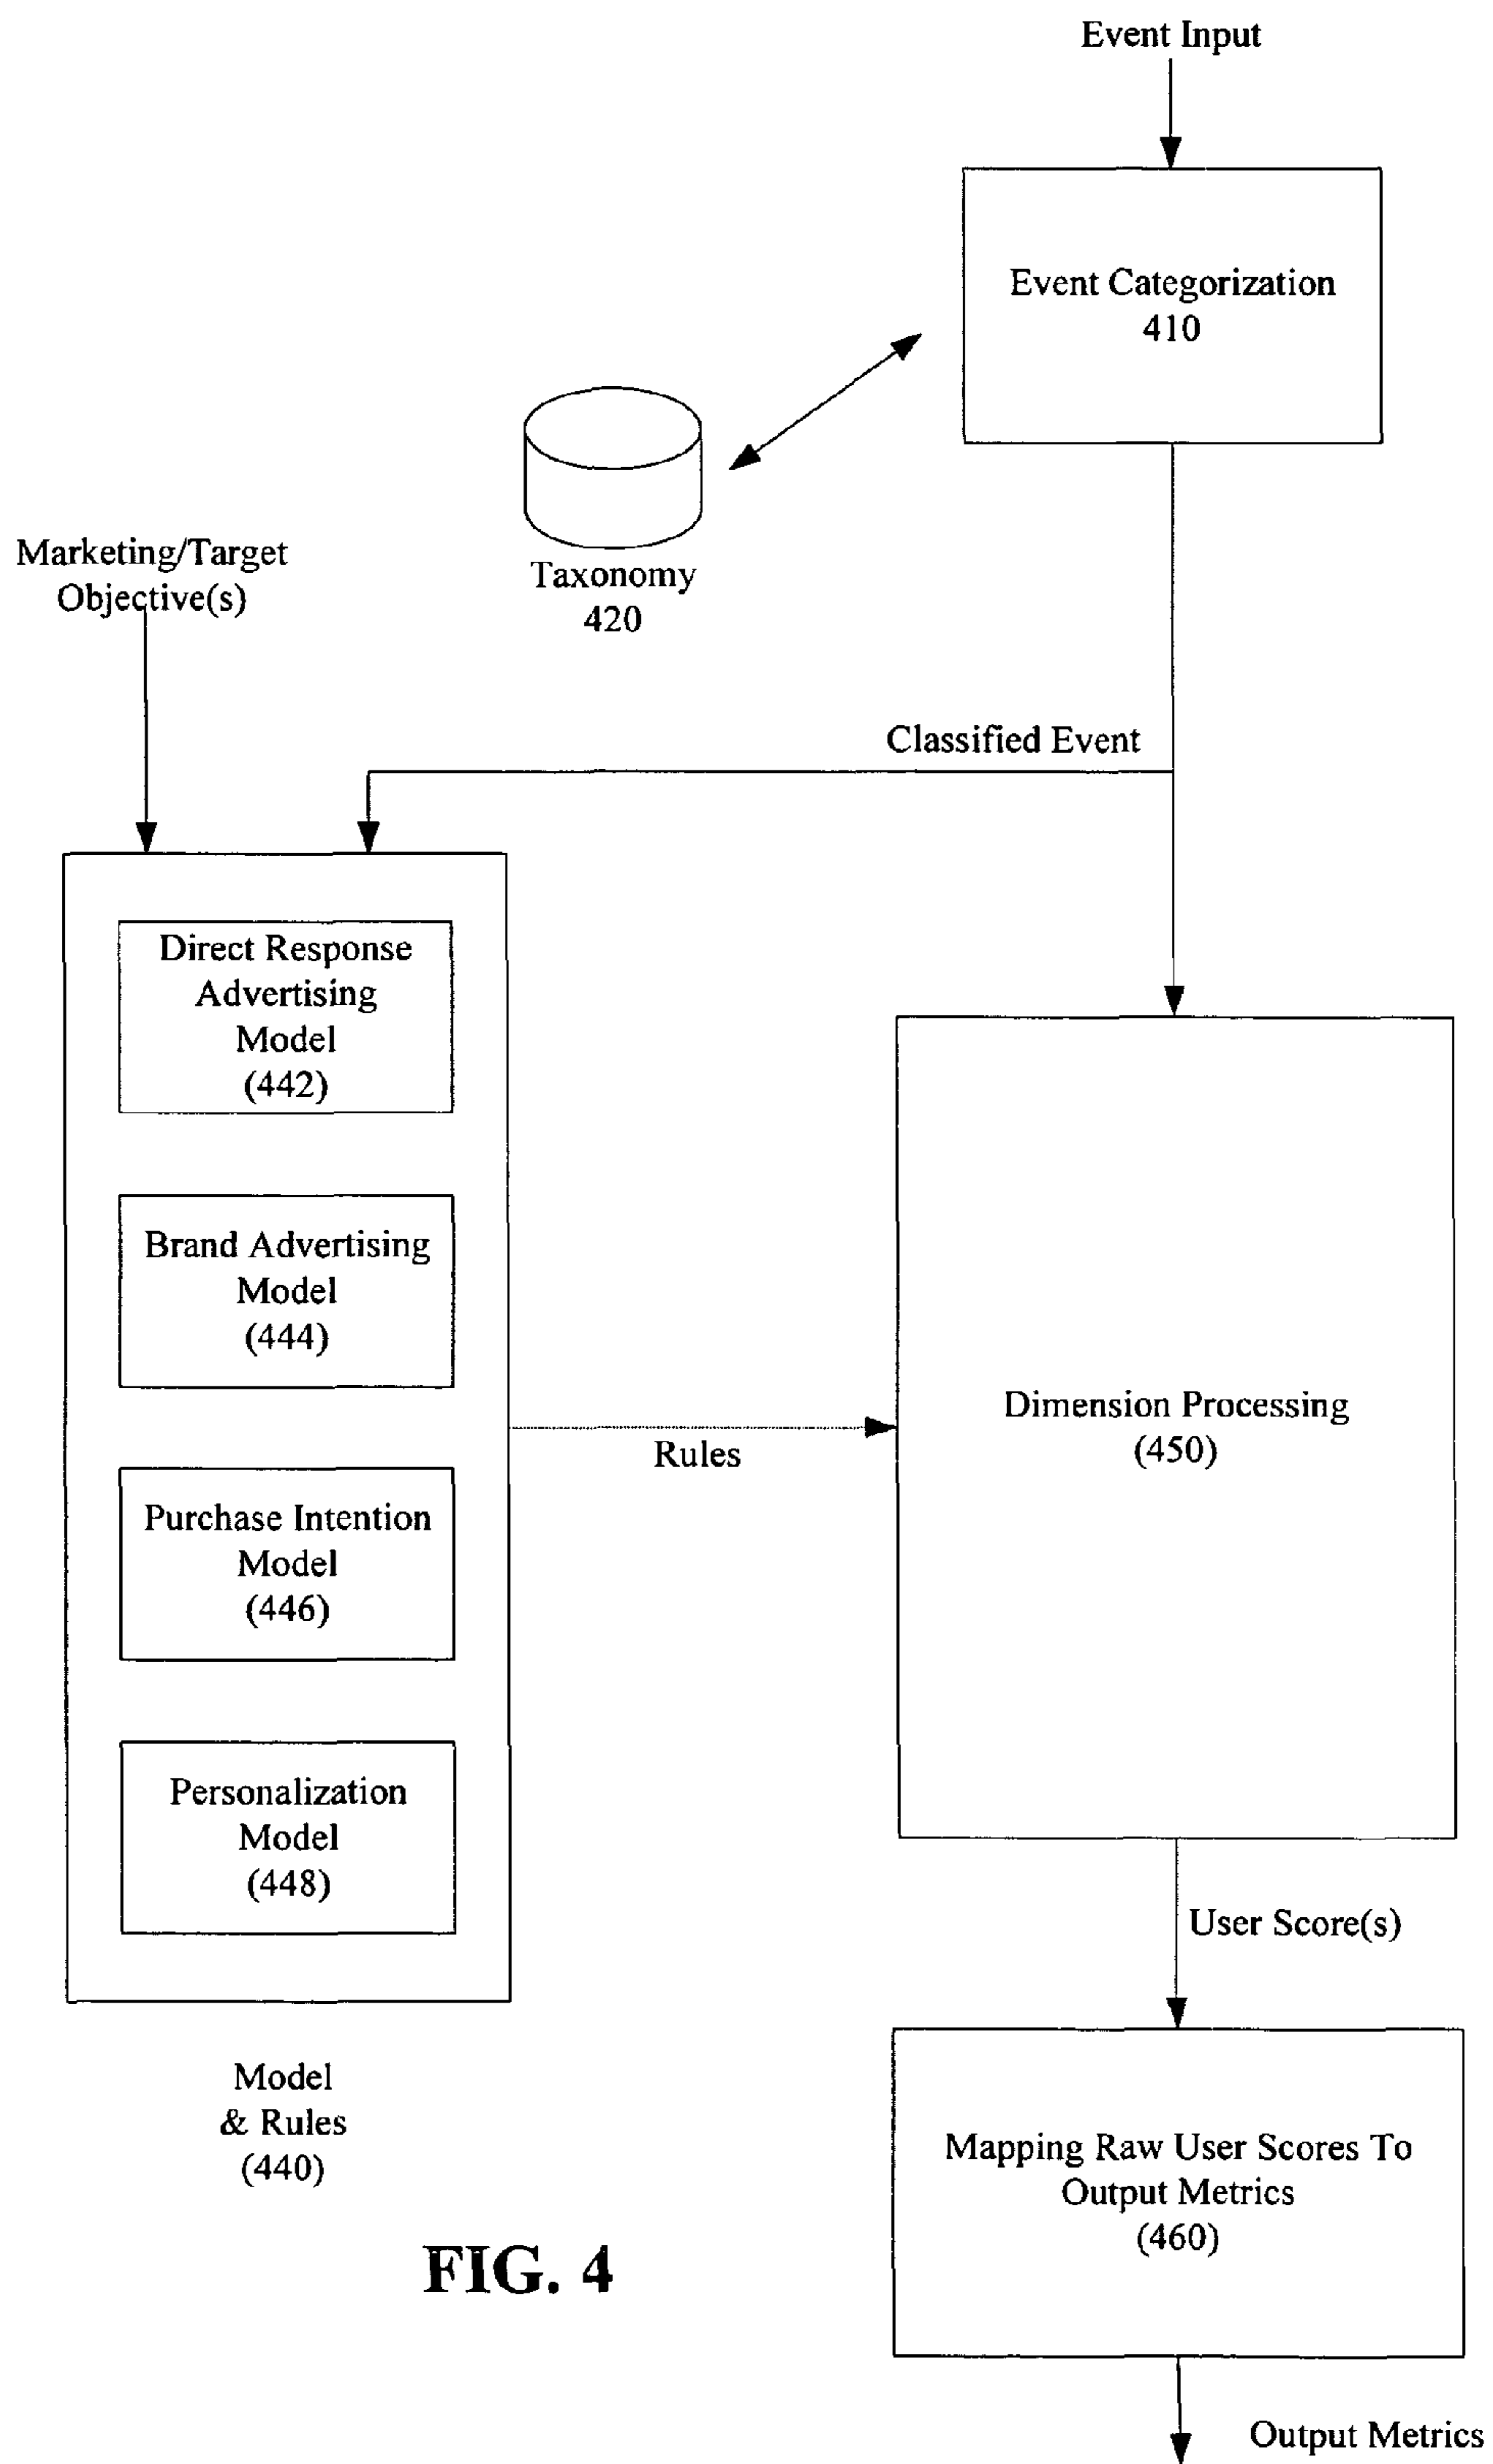 Event Input
Event Categorization
410
Taxonomy
420
Marketing/Target
Objective(s)
Classified Event
Direct Response
Advertising
Model
(442)
Brand Advertising
Model
(444)
Purchase Intention
Model
(446)
Personalization
Model
(448)
Rules
Dimension Processing
(450)
User Score(s)
Model
& Rules
(440)
Mapping Raw User Scores To
Output Metrics
(460)
FIG. 4
Output Metrics